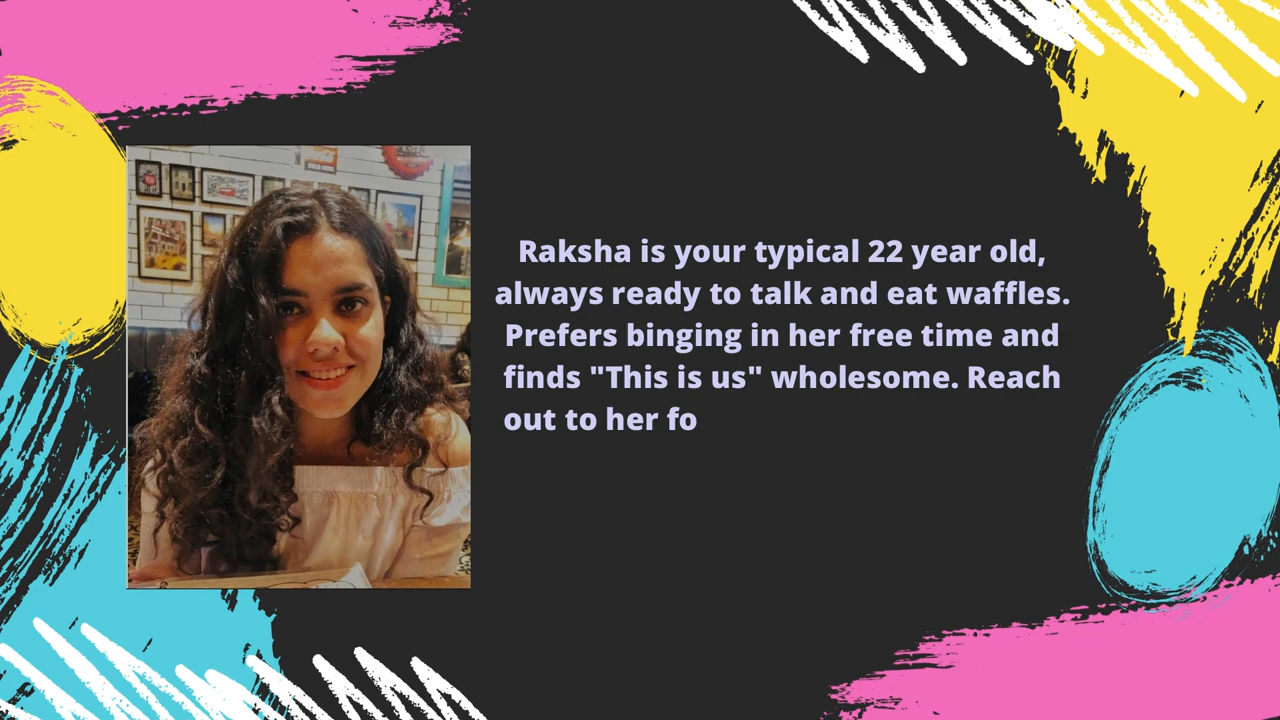 Raksha is your typical 22 year old,
always ready to talk and eat waffles.
Prefers binging in her free time and
finds "This is us" wholesome. Reach
out to her fo